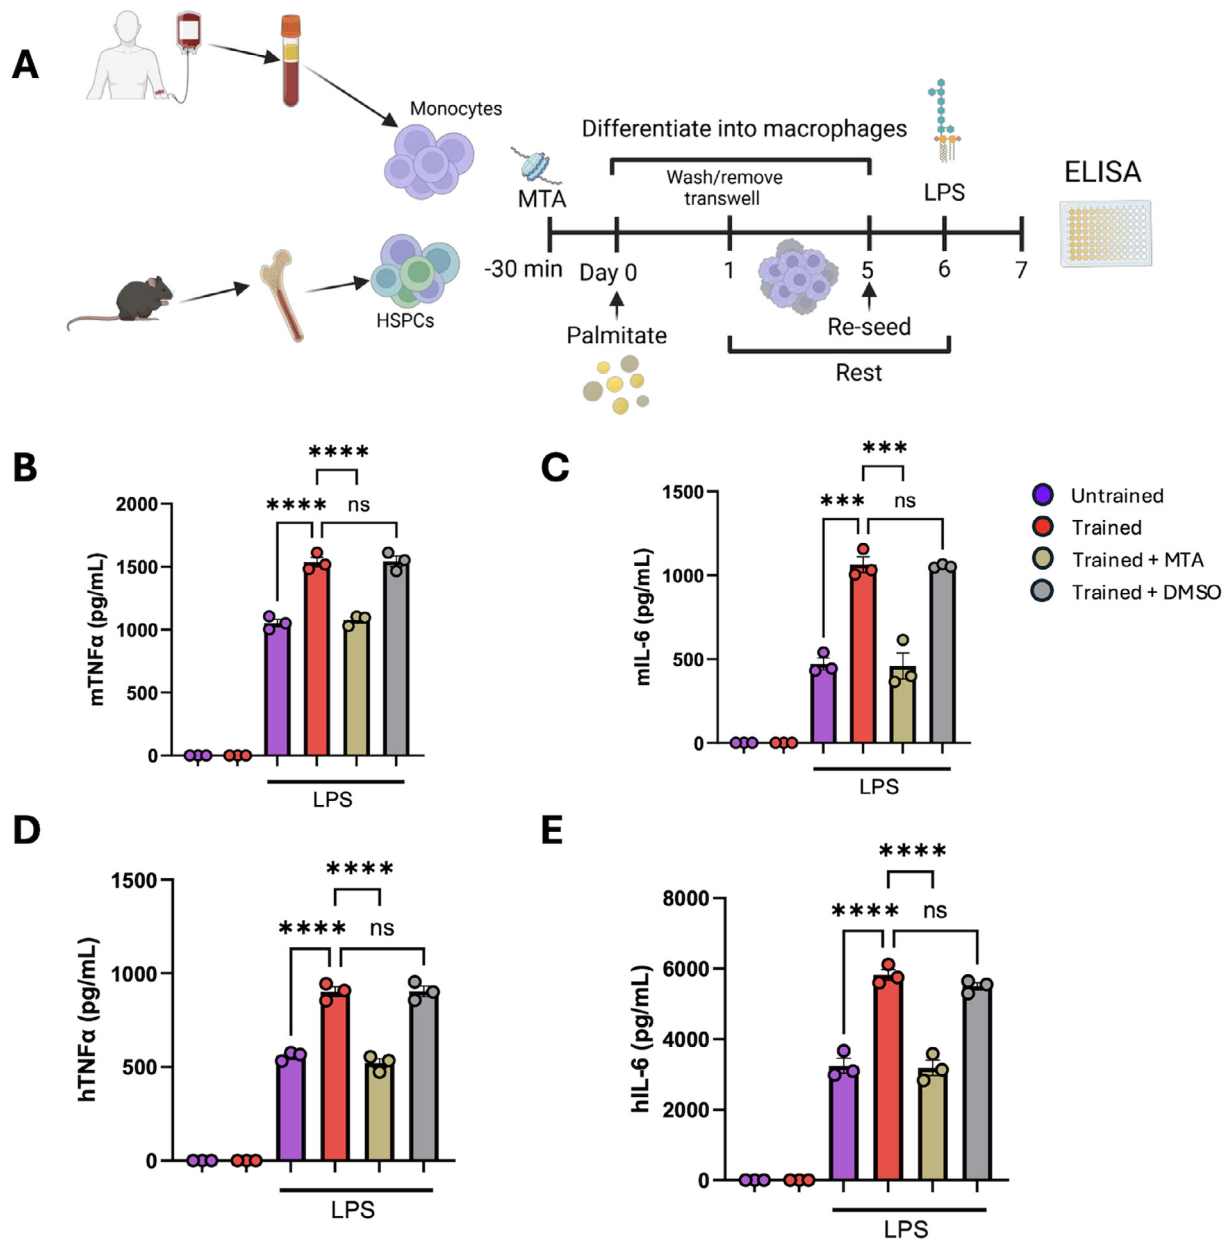 A
Monocytes
MTA
HSPCs
Differentiate into macrophages
Wash/remove
transwell
LPS
ELISA
-30 min
Day 0
1
5
6
7
Palmitate
Re-seed
Rest
B
****
****
ns
mTNFα (pg/mL)
2000
1500
1000
500
0
LPS
C
***
***
ns
mIL-6 (pg/mL)
1500
1000
500
0
LPS
Untrained
Trained
Trained + MTA
Trained + DMSO
D
****
****
ns
hTNFα (pg/mL)
1500
1000
500
0
LPS
E
****
****
ns
hIL-6 (pg/mL)
8000
6000
4000
2000
0
LPS